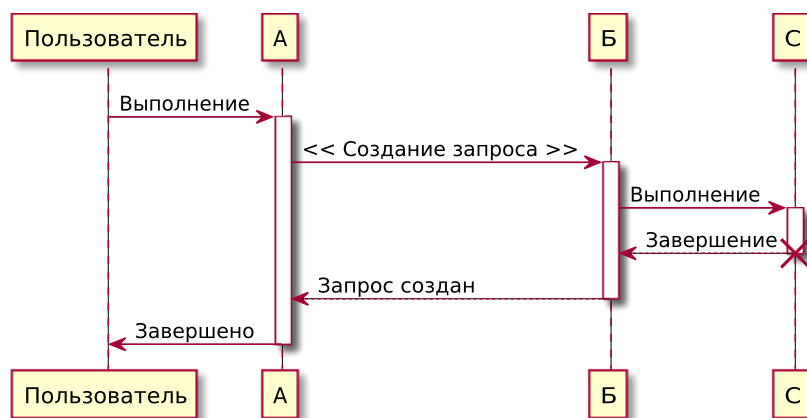 Пользователь А Б С
Выполнение
<< Создание запроса >>
Выполнение
Завершение
Запрос создан
Завершено
Пользователь А Б С